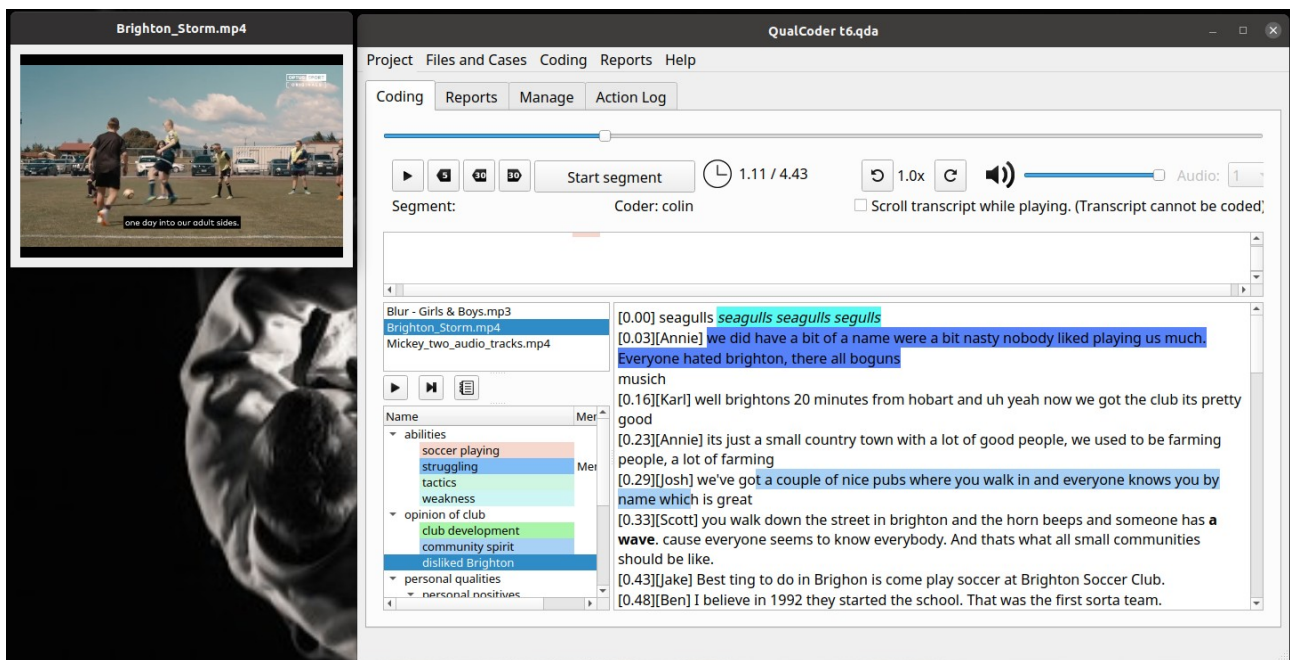 Brighton_Storm.mp4
one day into our adult sides.
QualCoder t6.qda
Project Files and Cases Coding Reports Help
Coding Reports Manage Action Log
5 30 30 Start segment 1.11 / 4.43 1.0x Audio: 1
Segment: Coder: colin Scroll transcript while playing. (Transcript cannot be coded)
Blur - Girls & Boys.mp3
Brighton_Storm.mp4
Mickey_two_audio_tracks.mp4
Name Mer
abilities
soccer playing
struggling Mer
tactics
weakness
opinion of club
club development
community spirit
disliked Brighton
personal qualities
personal positives
[0.00] seagulls seagulls seagulls segulls
[0.03][Annie] we did have a bit of a name were a bit nasty nobody liked playing us much.
Everyone hated brighton, there all boguns
musich
[0.16][Karl] well brightons 20 minutes from hobart and uh yeah now we got the club its pretty
good
[0.23][Annie] its just a small country town with a lot of good people, we used to be farming
people, a lot of farming
[0.29][Josh] we've got a couple of nice pubs where you walk in and everyone knows you by
name which is great
[0.33][Scott] you walk down the street in brighton and the horn beeps and someone has a
wave. cause everyone seems to know everybody. And thats what all small communities
should be like.
[0.43][Jake] Best ting to do in Brighon is come play soccer at Brighton Soccer Club.
[0.48][Ben] I believe in 1992 they started the school. That was the first sorta team.